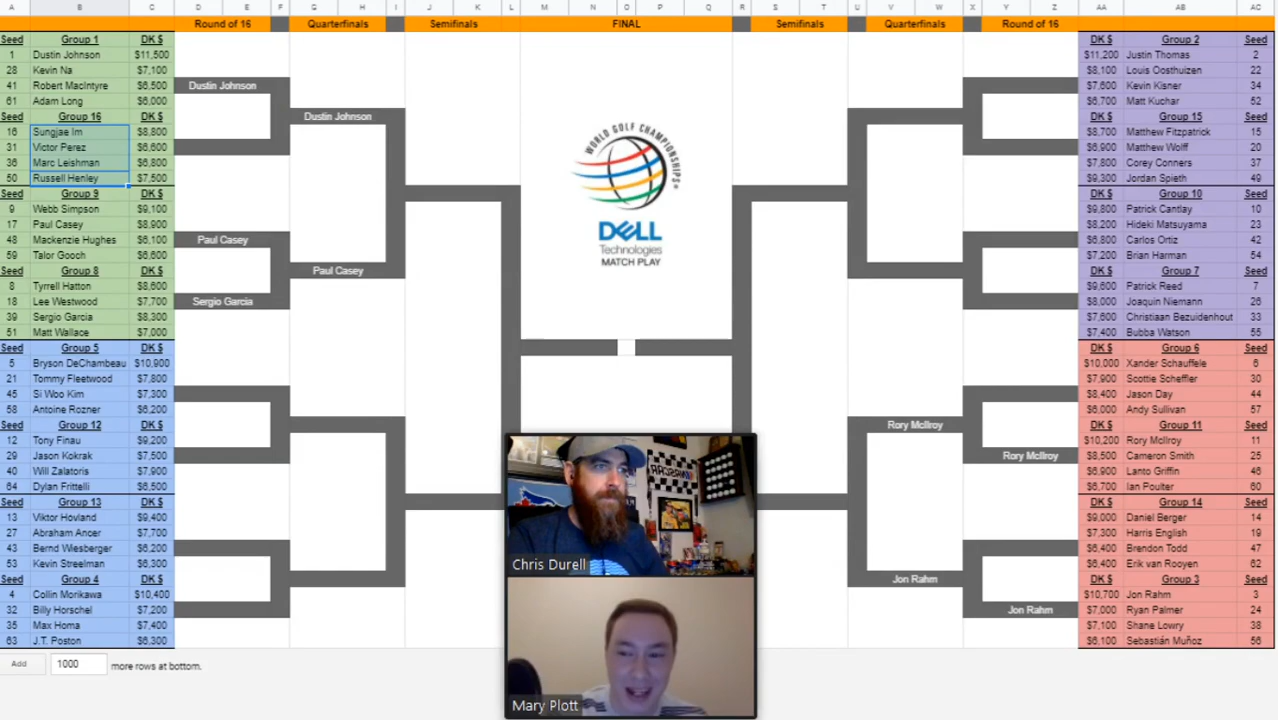 A B C D E F G H I J K L M N O P Q R S T U V W X Y Z AA AB AC
Round of 16 Quarterfinals Semifinals FINAL Semifinals Quarterfinals Round of 16
Seed Group 1 DK $
1 Dustin Johnson $11,500
28 Kevin Na $7,100
41 Robert MacIntyre $6,500
61 Adam Long $6,000
Seed Group 16 DK $
16 Sungjae Im $8,800
31 Victor Perez $6,600
36 Marc Leishman $6,800
50 Russell Henley $7,500
Seed Group 9 DK $
9 Webb Simpson $9,100
17 Paul Casey $8,900
48 Mackenzie Hughes $6,100
59 Talor Gooch $6,600
Seed Group 8 DK $
8 Tyrrell Hatton $8,600
18 Lee Westwood $7,700
39 Sergio Garcia $8,300
51 Matt Wallace $7,000
Seed Group 5 DK $
5 Bryson DeChambeau $10,900
21 Tommy Fleetwood $7,800
45 Si Woo Kim $7,300
58 Antoine Rozner $6,200
Seed Group 12 DK $
12 Tony Finau $9,200
29 Jason Kokrak $7,500
40 Will Zalatoris $7,900
64 Dylan Frittelli $6,500
Seed Group 13 DK $
13 Viktor Hovland $9,400
27 Abraham Ancer $7,700
43 Bernd Wiesberger $6,200
53 Kevin Streelman $6,300
Seed Group 4 DK $
4 Collin Morikawa $10,400
32 Billy Horschel $7,200
35 Max Homa $7,400
63 J.T. Poston $6,300
Dustin Johnson
Paul Casey
Sergio Garcia
Dustin Johnson
Paul Casey
WORLD GOLF CHAMPIONSHIPS
DELL
Technologies
MATCH PLAY
NASCAR
Chris Durell
Mary Plott
Rory McIlroy
Jon Rahm
Rory McIlroy
Jon Rahm
DK $ Group 2 Seed
$11,200 Justin Thomas 2
$8,100 Louis Oosthuizen 22
$7,600 Kevin Kisner 34
$6,700 Matt Kuchar 52
DK $ Group 15 Seed
$8,700 Matthew Fitzpatrick 15
$6,900 Matthew Wolff 20
$7,800 Corey Conners 37
$9,300 Jordan Spieth 49
DK $ Group 10 Seed
$9,800 Patrick Cantlay 10
$8,200 Hideki Matsuyama 23
$6,800 Carlos Ortiz 42
$7,200 Brian Harman 54
DK $ Group 7 Seed
$9,600 Patrick Reed 7
$8,000 Joaquin Niemann 26
$7,600 Christiaan Bezuidenhout 33
$7,400 Bubba Watson 55
DK $ Group 6 Seed
$10,000 Xander Schauffele 6
$7,900 Scottie Scheffler 30
$8,400 Jason Day 44
$6,000 Andy Sullivan 57
DK $ Group 11 Seed
$10,200 Rory McIlroy 11
$8,500 Cameron Smith 25
$6,900 Lanto Griffin 46
$6,700 Ian Poulter 60
DK $ Group 14 Seed
$9,000 Daniel Berger 14
$7,300 Harris English 19
$6,400 Brendon Todd 47
$6,400 Erik van Rooyen 62
DK $ Group 3 Seed
$10,700 Jon Rahm 3
$7,000 Ryan Palmer 24
$7,100 Shane Lowry 38
$6,100 Sebastián Muñoz 56
Add 1000 more rows at bottom.